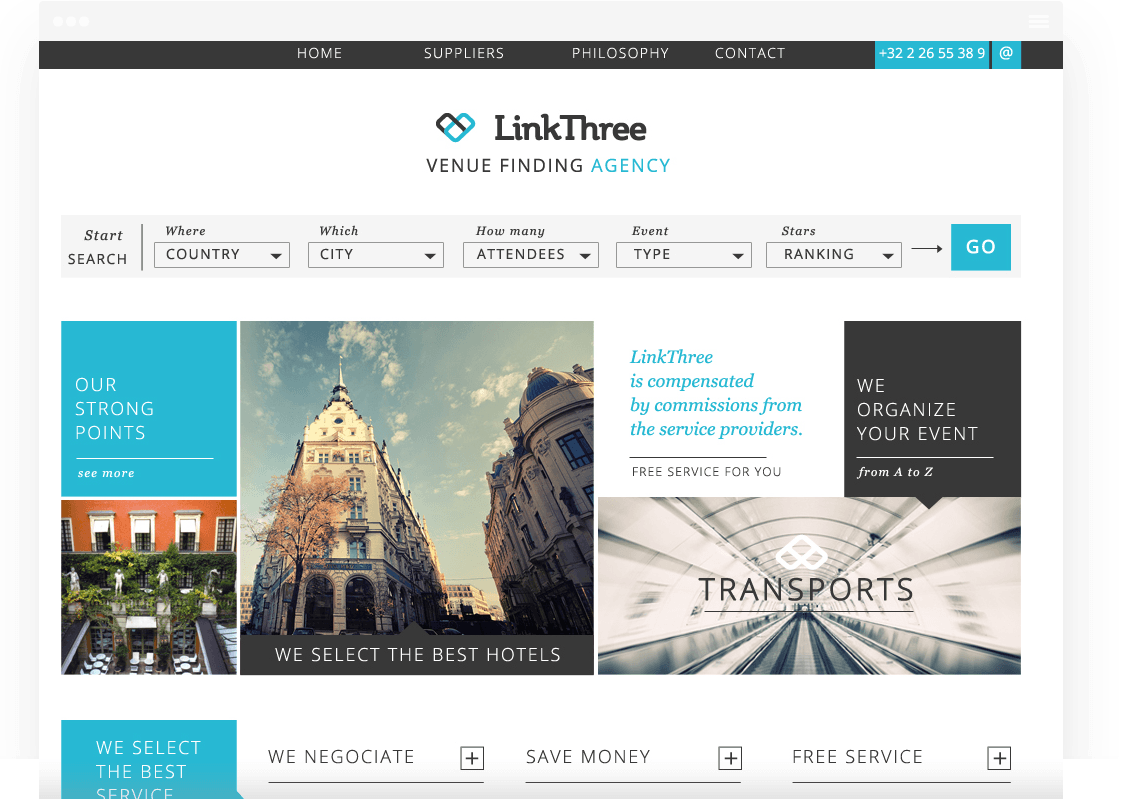 HOME SUPPLIERS PHILOSOPHY CONTACT +32 2 26 55 38 9 @
LinkThree
VENUE FINDING AGENCY
Start
SEARCH
Where
COUNTRY
Which
CITY
How many
ATTENDEES
Event
TYPE
Stars
RANKING
GO
OUR
STRONG
POINTS
see more
WE SELECT THE BEST HOTELS
LinkThree
is compensated
by commissions from
the service providers.
FREE SERVICE FOR YOU
WE
ORGANIZE
YOUR EVENT
from A to Z
TRANSPORTS
WE SELECT
THE BEST
SERVICE
WE NEGOCIATE +
SAVE MONEY +
FREE SERVICE +